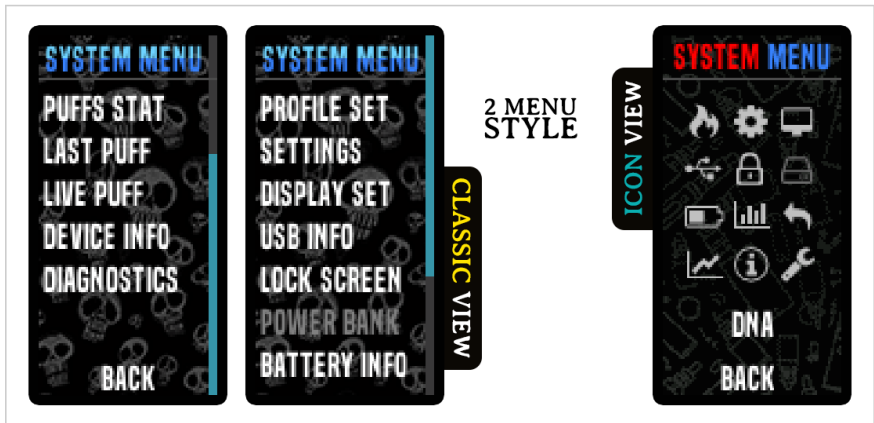 SYSTEM MENU
PUFFS STAT
LAST PUFF
LIVE PUFF
DEVICE INFO
DIAGNOSTICS
BACK
SYSTEM MENU
PROFILE SET
SETTINGS
DISPLAY SET
USB INFO
LOCK SCREEN
POWER BANK
BATTERY INFO
CLASSIC VIEW
2 MENU
STYLE
ICON VIEW
SYSTEM MENU
DNA
BACK